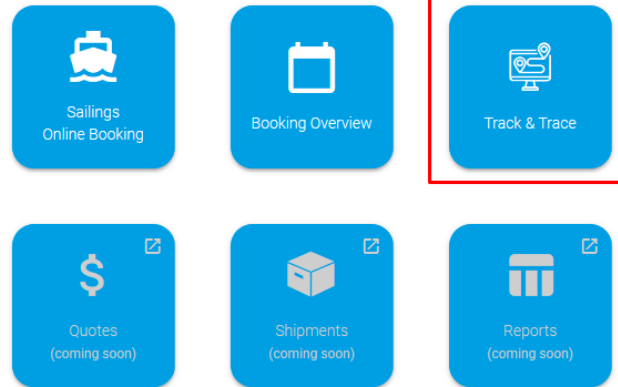 Sailings
Online Booking
Booking Overview
Track & Trace
Quotes
(coming soon)
Shipments
(coming soon)
Reports
(coming soon)